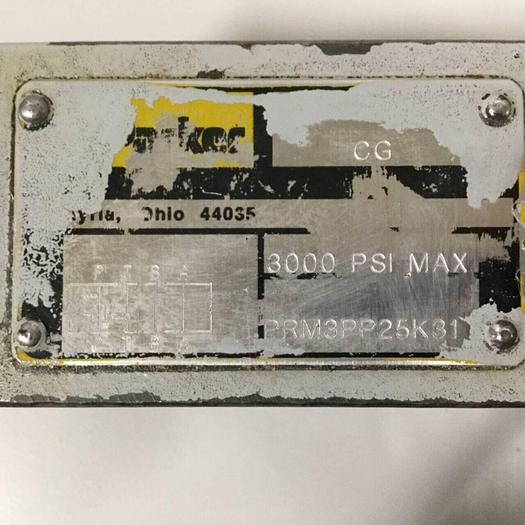 arker
CG
yria, Ohio 44035
3000 PSI MAX
P T B A
PRM3PP25K31
T B A